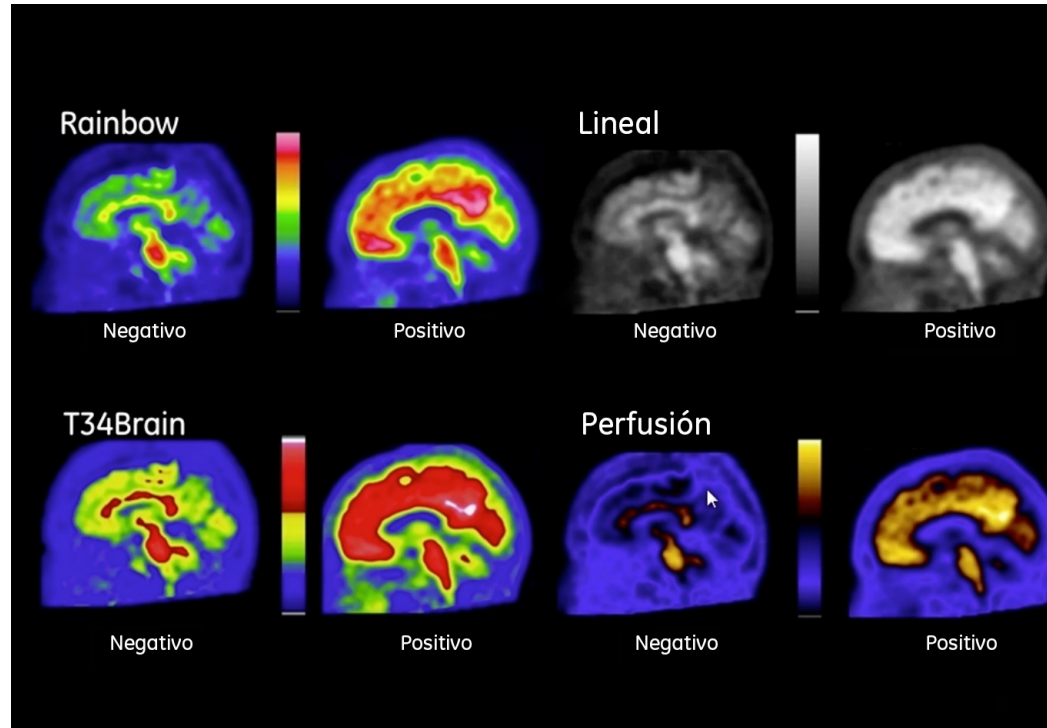 Rainbow
Lineal
Negativo
Positivo
Negativo
Positivo
T34Brain
Perfusión
Negativo
Positivo
Negativo
Positivo